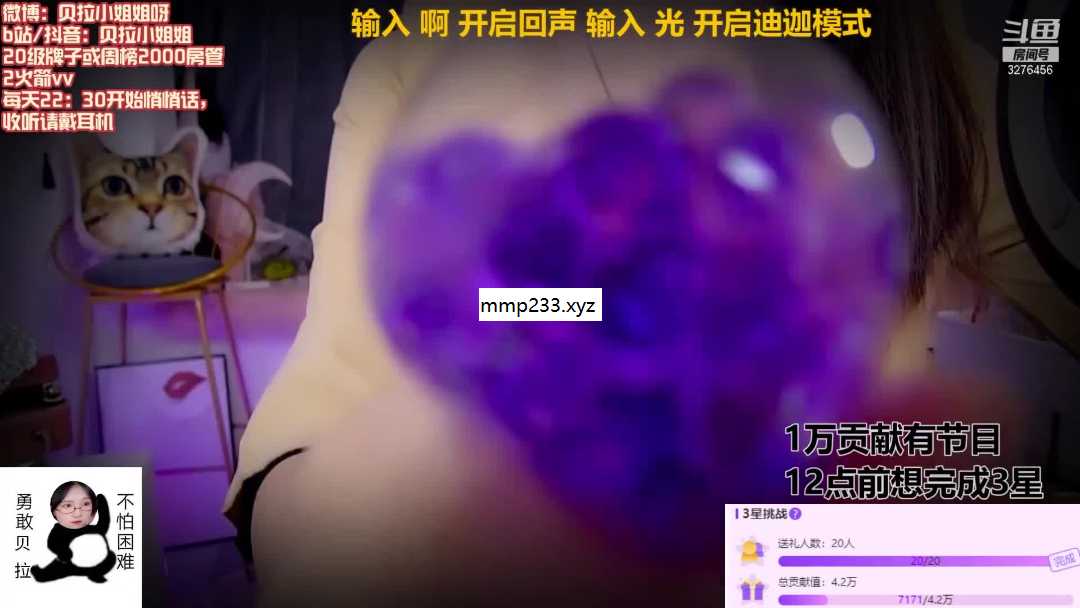 微博：贝拉小姐姐呀
b站/抖音：贝拉小姐姐
20级牌子或周榜2000房管
2火箭vv
每天22：30开始悄悄话，
收听请戴耳机
输入 啊 开启回声 输入 光 开启迪迦模式
斗鱼
房间号
3276456
mmp233.xyz
1万贡献有节目
12点前想完成3星
勇敢贝拉
不怕困难
3星挑战?
送礼人数：20人
20/20
完成
总贡献值：4.2万
7171/4.2万